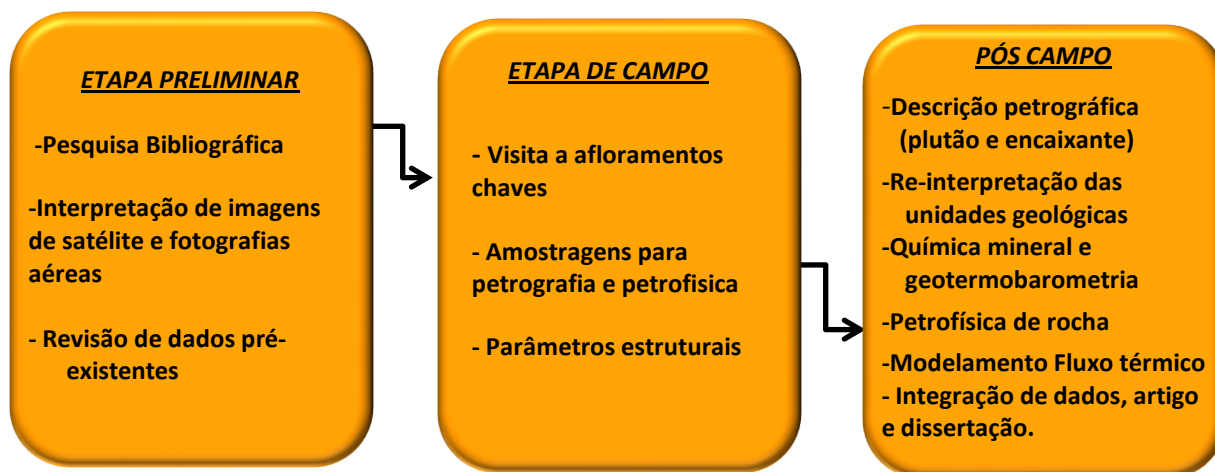 ETAPA PRELIMINAR
-Pesquisa Bibliográfica
-Interpretação de imagens
de satélite e fotografias
aéreas
- Revisão de dados pré-
existentes
ETAPA DE CAMPO
- Visita a afloramentos
chaves
- Amostragens para
petrografia e petrofisica
- Parâmetros estruturais
PÓS CAMPO
-Descrição petrográfica
(plutão e encaixante)
-Re-interpretação das
unidades geológicas
-Química mineral e
geotermobarometria
-Petrofísica de rocha
-Modelamento Fluxo térmico
- Integração de dados, artigo
e dissertação.